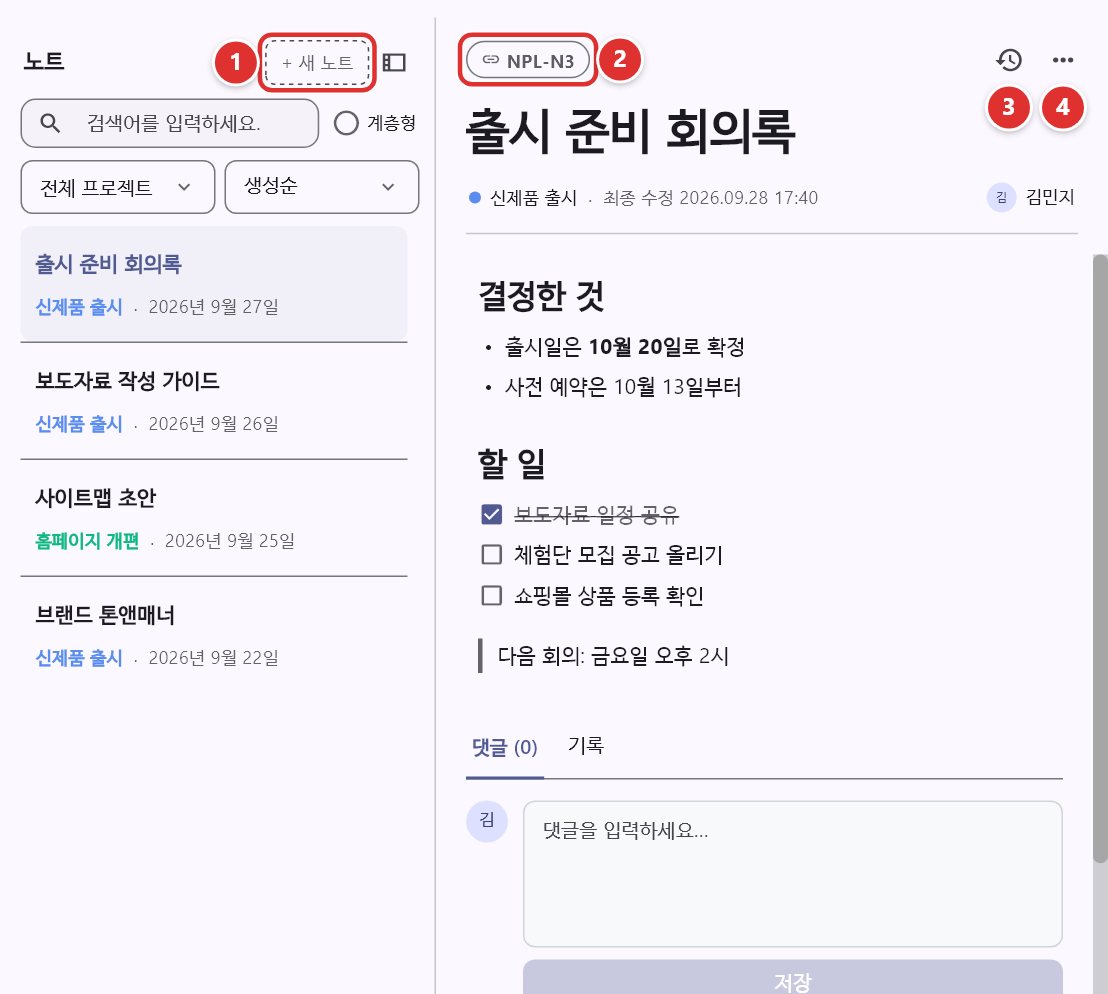 노트
1
+ 새 노트
검색어를 입력하세요.
계층형
전체 프로젝트
생성순
출시 준비 회의록
신제품 출시 · 2026년 9월 27일
보도자료 작성 가이드
신제품 출시 · 2026년 9월 26일
사이트맵 초안
홈페이지 개편 · 2026년 9월 25일
브랜드 톤앤매너
신제품 출시 · 2026년 9월 22일
NPL-N3
2
3
4
출시 준비 회의록
신제품 출시 · 최종 수정 2026.09.28 17:40
김 김민지
결정한 것
• 출시일은 10월 20일로 확정
• 사전 예약은 10월 13일부터
할 일
보도자료 일정 공유
체험단 모집 공고 올리기
쇼핑몰 상품 등록 확인
다음 회의: 금요일 오후 2시
댓글 (0)
기록
김
댓글을 입력하세요...
저장